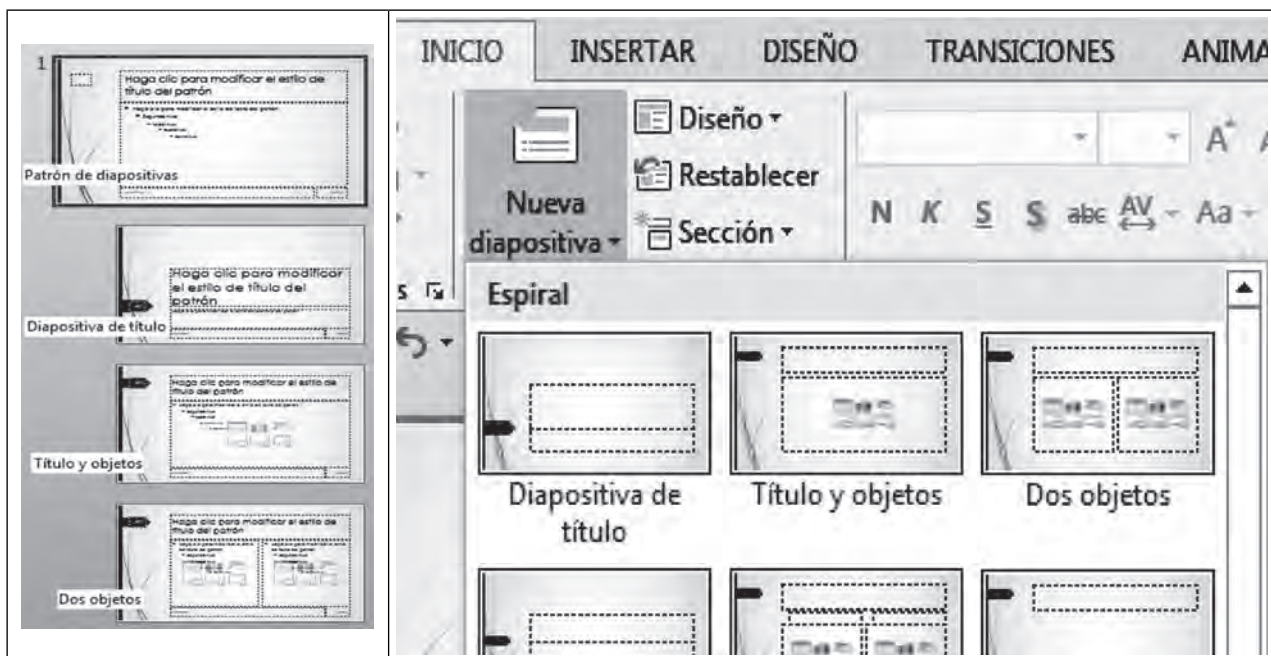 1
Haga clic para modificar el estilo de
título del patrón
Patrón de diapositivas
Haga clic para modificar
el estilo de título del
patrón
Diapositiva de título
Haga clic para modificar el estilo de
título del patrón
Título y objetos
Haga clic para modificar el estilo de
título del patrón
Dos objetos
INICIO INSERTAR DISEÑO TRANSICIONES ANIMA
Nueva
diapositiva
Diseño
Restablecer
Sección
A A
N K S S abc AV Aa
s
Espiral
Diapositiva de
título
Título y objetos
Dos objetos